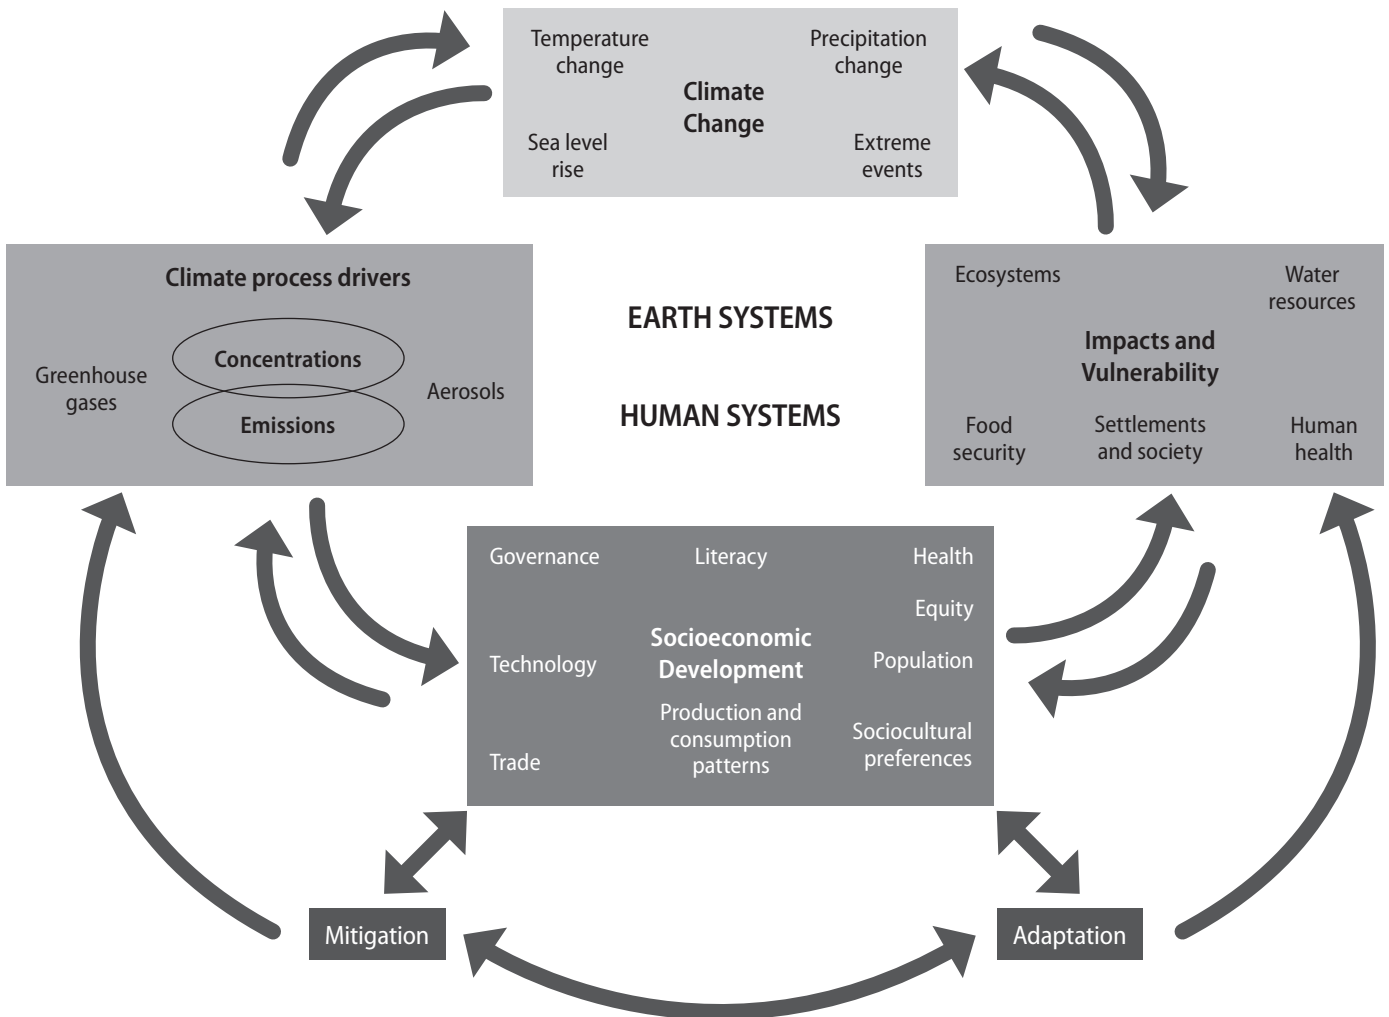 Temperature
change
Precipitation
change
Climate
Change
Sea level
rise
Extreme
events
Climate process drivers
Concentrations
Greenhouse
gases
Aerosols
Emissions
EARTH SYSTEMS
HUMAN SYSTEMS
Ecosystems
Water
resources
Impacts and
Vulnerability
Food
security
Settlements
and society
Human
health
Governance
Literacy
Health
Equity
Socioeconomic
Development
Technology
Population
Production and
consumption
patterns
Sociocultural
preferences
Trade
Mitigation
Adaptation